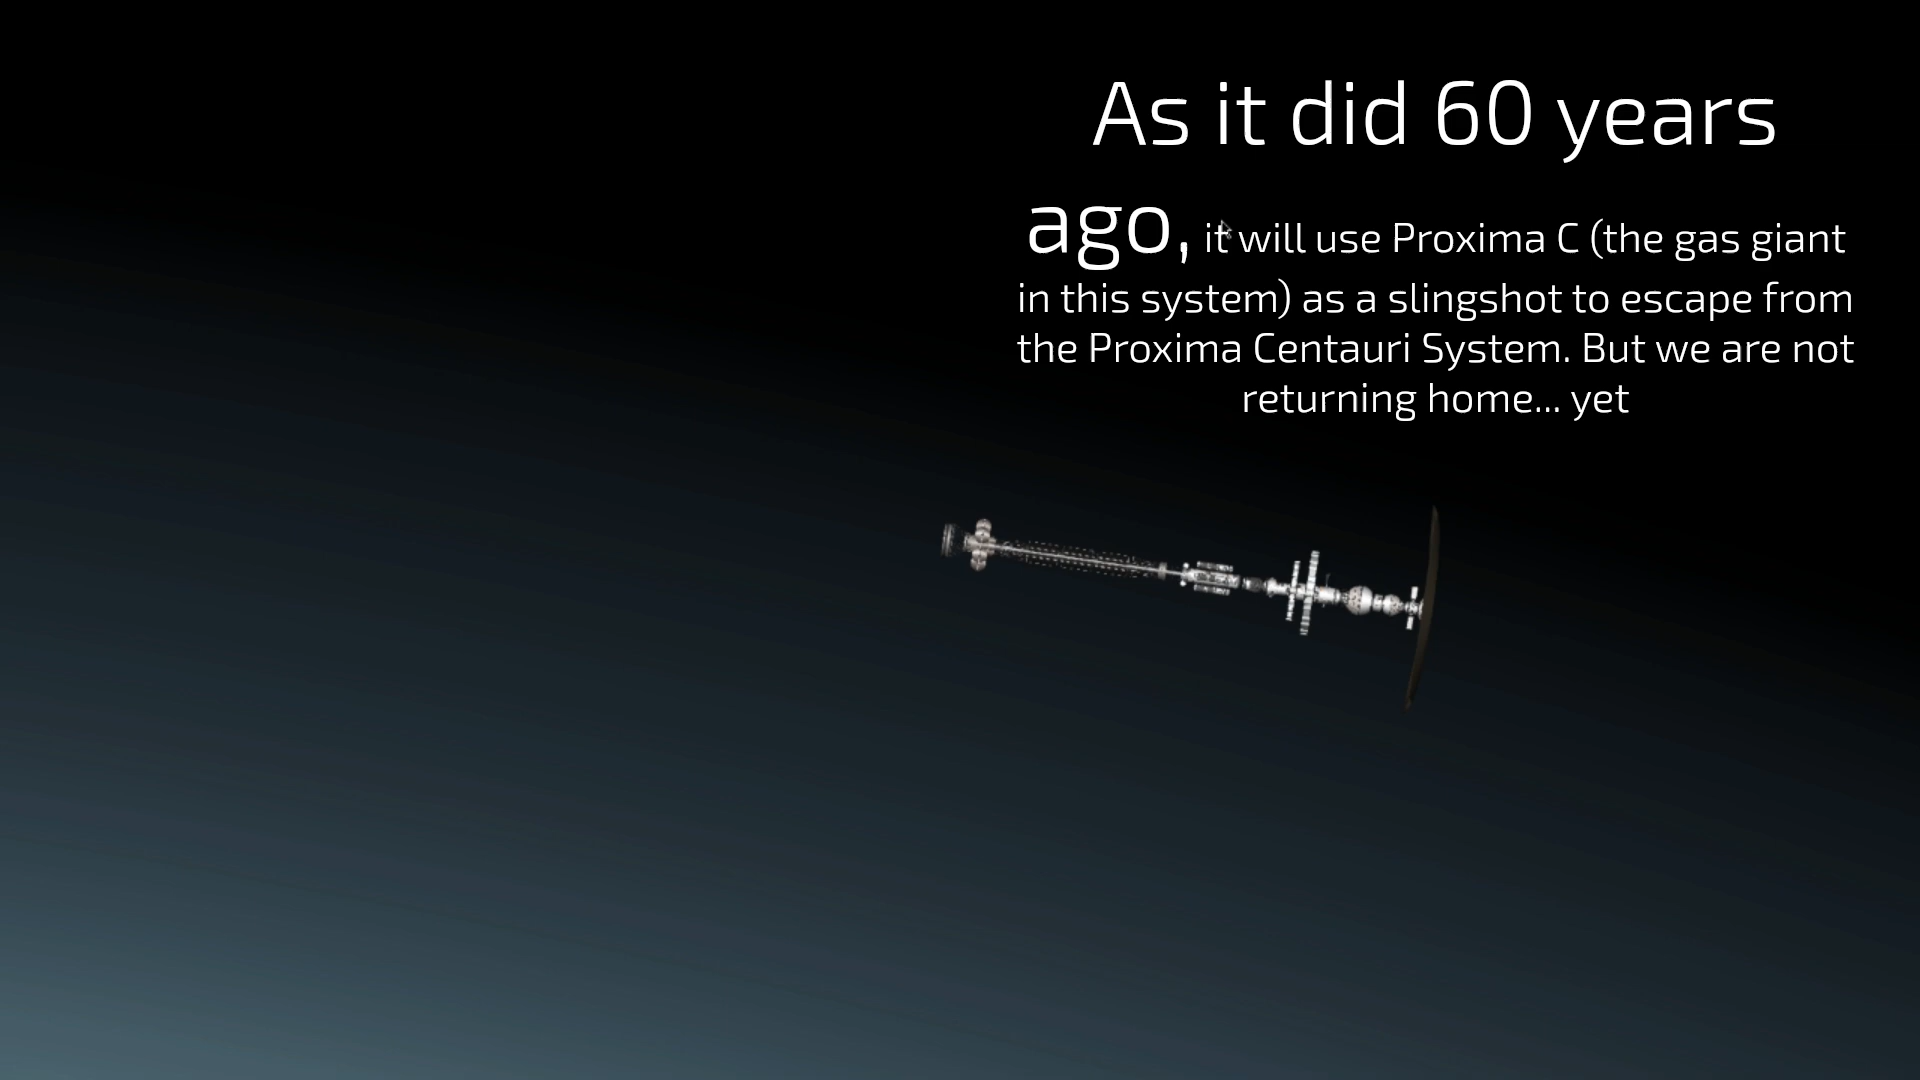 As it did 60 years
ago, it will use Proxima C (the gas giant
in this system) as a slingshot to escape from
the Proxima Centauri System. But we are not
returning home... yet